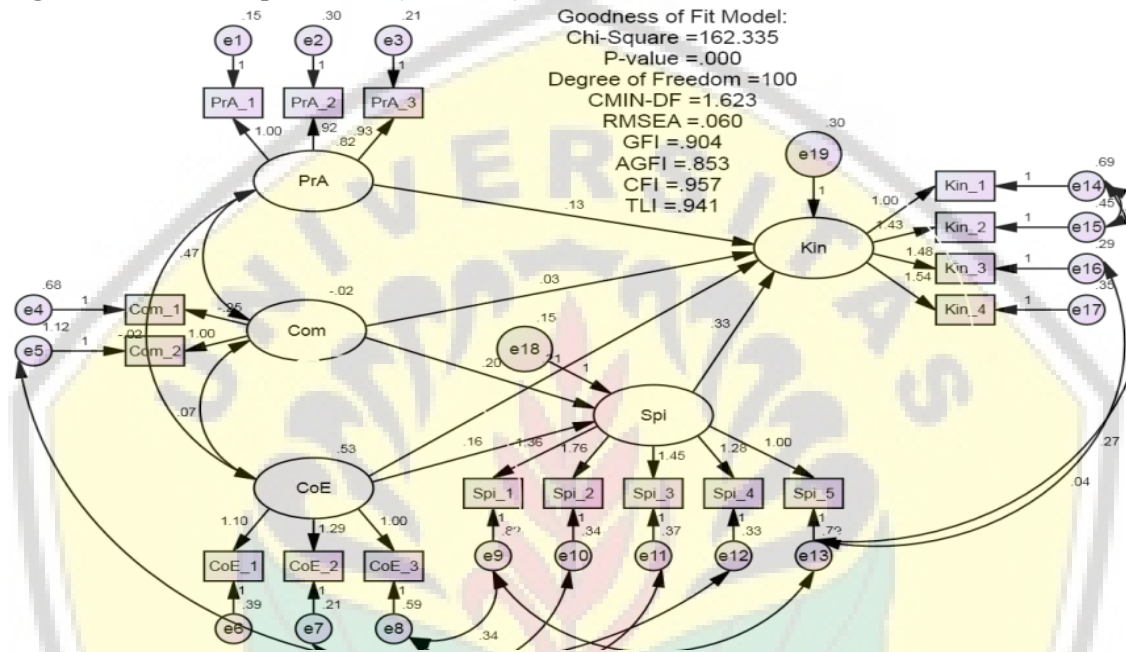 Goodness of Fit Model:
Chi-Square =162.335
P-value =.000
Degree of Freedom =100
CMIN-DF =1.623
RMSEA =.060
GFI =.904
AGFI =.853
CFI =.957
TLI =.941
.15 .30 .21
e1 e2 e3
1 1 1
PrA_1 PrA_2 PrA_3
1.00 .92 .93
.82
PrA
.13
.30
e19
1
Kin
1.00 1.43 1.48 1.54
Kin_1 1 e14 .69
Kin_2 1 e15 .45
Kin_3 1 e16 .29
Kin_4 1 e17 .35
.47
.68
e4 1 Com_1 -.25
1.12
e5 1 Com_2 1.00
-.02
-.02
Com
.03
.20
.15
e18
1
.21
.33
Spi
.07
.53
CoE
.16
1.36 1.76 1.45 1.28 1.00
Spi_1 Spi_2 Spi_3 Spi_4 Spi_5
1 1 1 1 1
.34 .37 .33
e9 e10 e11 e12 e13
1.10 1.29 1.00
CoE_1 CoE_2 CoE_3
1 1 1
.39 .21 .59
e6 e7 e8
.34
.27
.04
UNIVERSITAS